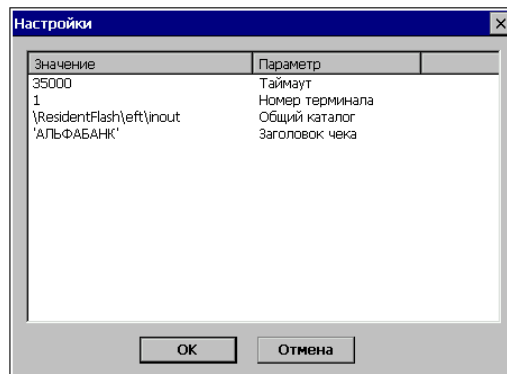 Настройки
Значение Параметр
35000 Таймаут
1 Номер терминала
\ResidentFlash\eft\inout Общий каталог
'АЛЬФАБАНК' Заголовок чека
OK Отмена